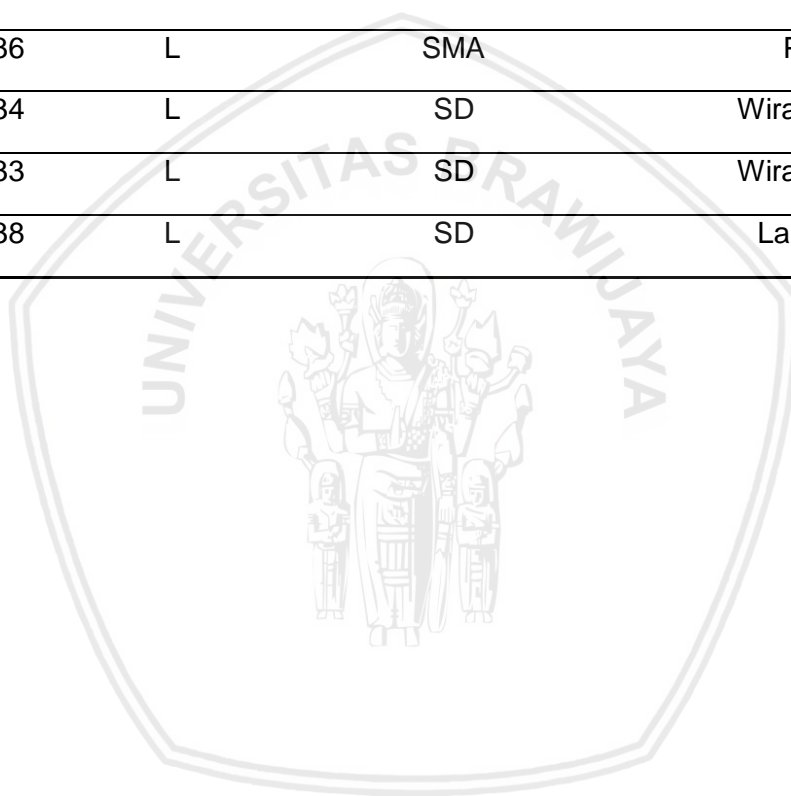 36 L SMA
34 L SD Wira
33 L SD Wira
38 L SD La
UNIVERSITAS BRAWIJAYA